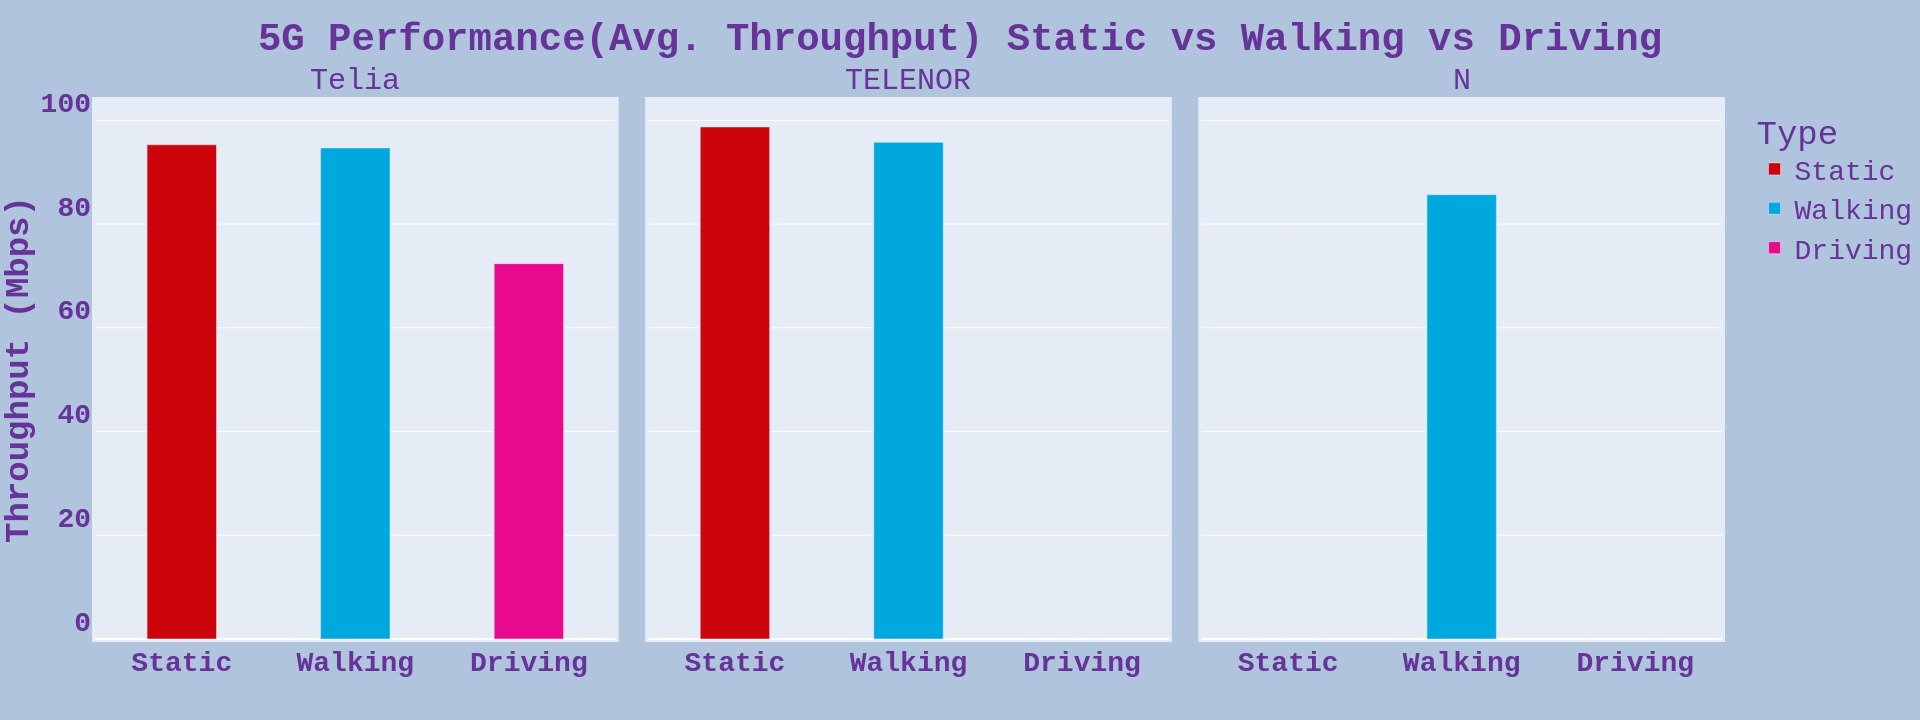 5G Performance(Avg. Throughput) Static vs Walking vs Driving
Telia
TELENOR
N
Throughput (Mbps)
100
80
60
40
20
0
Static Walking Driving
Static Walking Driving
Static Walking Driving
Type
Static
Walking
Driving